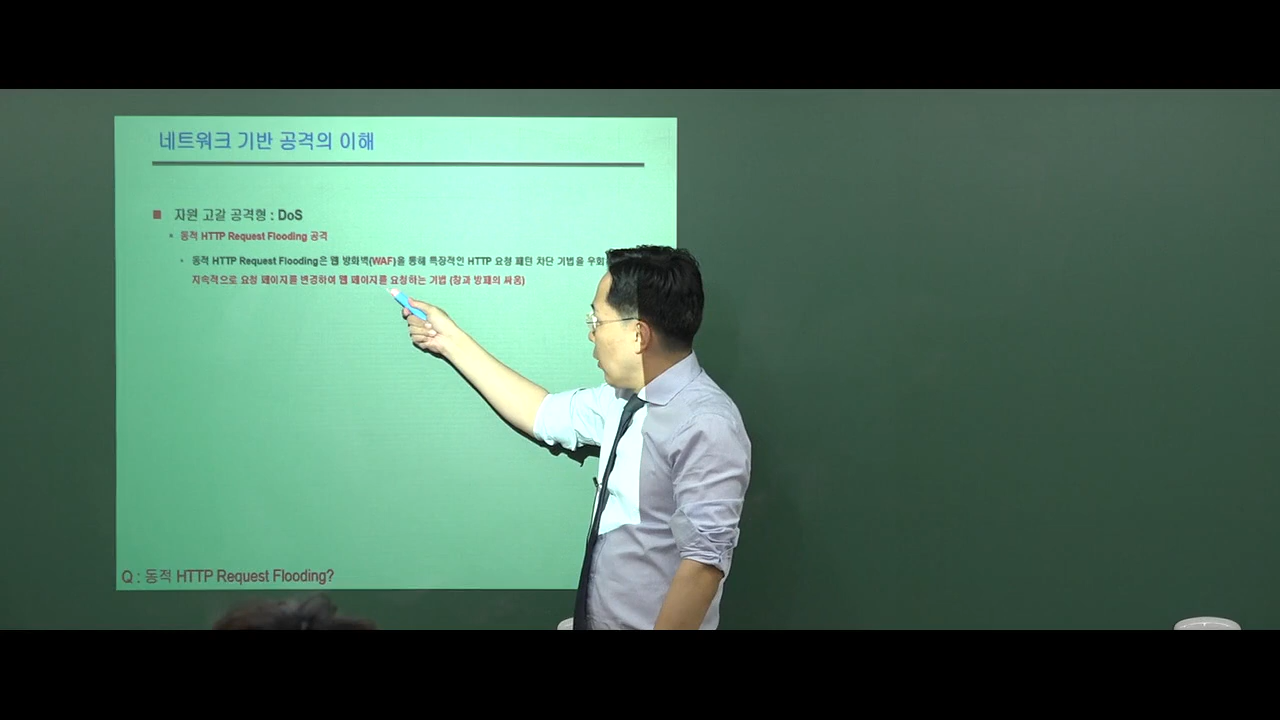 네트워크 기반 공격의 이해
자원 고갈 공격형 : DoS
동적 HTTP Request Flooding 공격
동적 HTTP Request Flooding은 웹 방화벽(WAF)을 통해 특징적인 HTTP 요청 패턴 차단 기법을 우회
지속적으로 요청 페이지를 변경하여 웹 페이지를 요청하는 기법 (창과 방패의 싸움)
Q : 동적 HTTP Request Flooding?